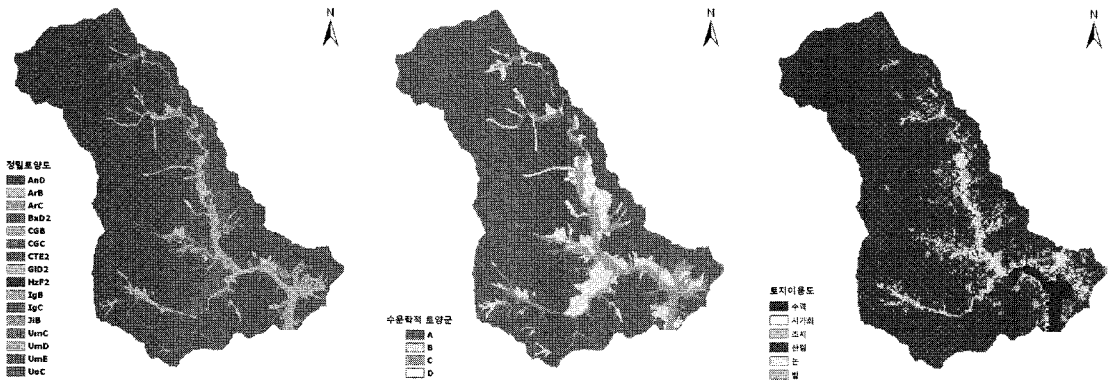 N
N
N
정밀토양도
AnD
ArB
ArC
BxD2
CGB
CGC
CTE2
GlD2
HzF2
IgB
IgC
JiB
UmC
UmD
UmE
UoC
수문학적 토양군
A
B
C
D
토지이용도
수역
시가화
초지
산림
논
밭